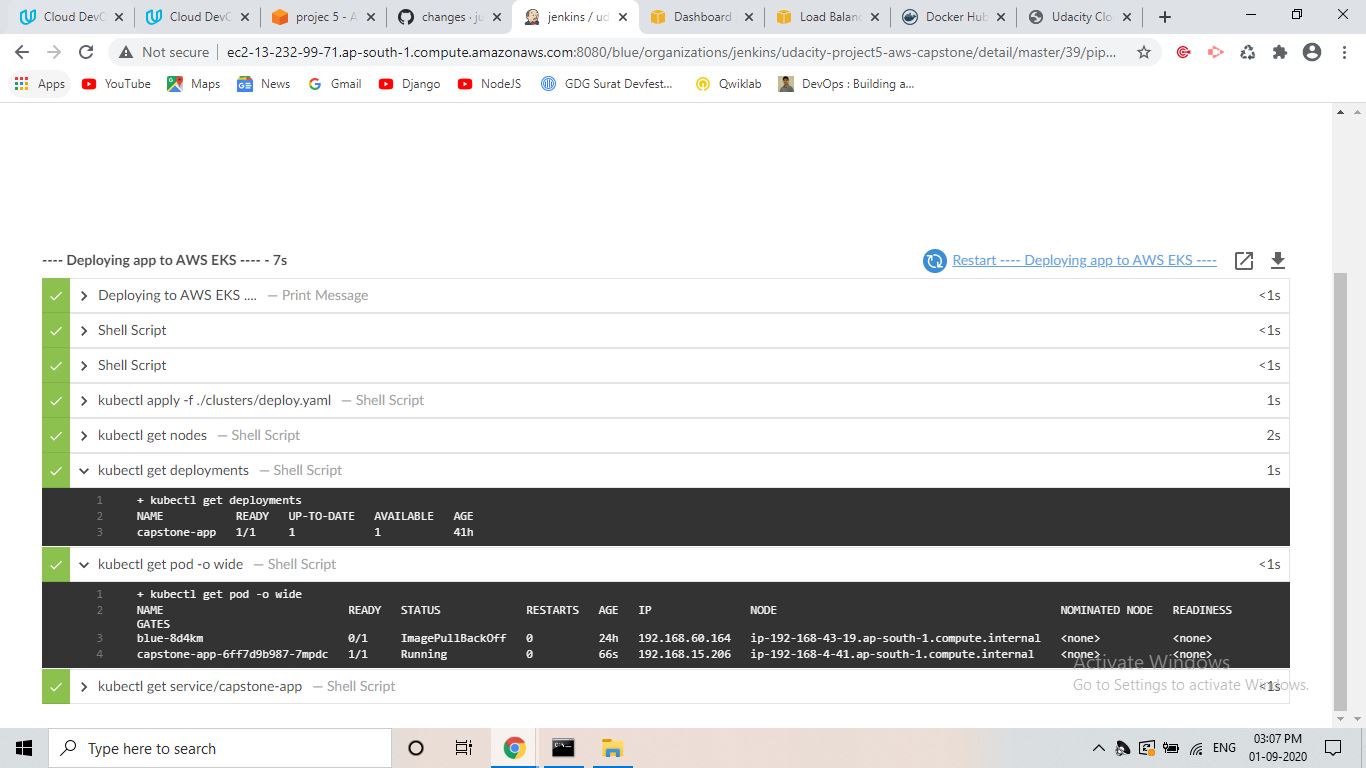 Cloud DevO
Cloud DevO
projec 5 - A
changes · ju
jenkins / ud
Dashboard
Load Balanc
Docker Hub
Udacity Clo
Not secure
ec2-13-232-99-71.ap-south-1.compute.amazonaws.com:8080/blue/organizations/jenkins/udacity-project5-aws-capstone/detail/master/39/pip...
Apps YouTube Maps News Gmail Django NodeJS GDG Surat Devfest... Qwiklab DevOps : Building a...
---- Deploying app to AWS EKS ---- - 7s
Restart ---- Deploying app to AWS EKS ----
Deploying to AWS EKS .... — Print Message <1s
Shell Script <1s
Shell Script <1s
kubectl apply -f ./clusters/deploy.yaml — Shell Script 1s
kubectl get nodes — Shell Script 2s
kubectl get deployments — Shell Script 1s
1 + kubectl get deployments
2 NAME READY UP-TO-DATE AVAILABLE AGE
3 capstone-app 1/1 1 1 41h
kubectl get pod -o wide — Shell Script <1s
1 + kubectl get pod -o wide
2 NAME READY STATUS RESTARTS AGE IP NODE NOMINATED NODE READINESS
GATES
3 blue-8d4km 0/1 ImagePullBackOff 0 24h 192.168.60.164 ip-192-168-43-19.ap-south-1.compute.internal <none> <none>
4 capstone-app-6ff7d9b987-7mpdc 1/1 Running 0 66s 192.168.15.206 ip-192-168-4-41.ap-south-1.compute.internal <none> <none>
Activate Windows
kubectl get service/capstone-app — Shell Script <1s
Go to Settings to activate Windows.
Type here to search
ENG
03:07 PM
01-09-2020